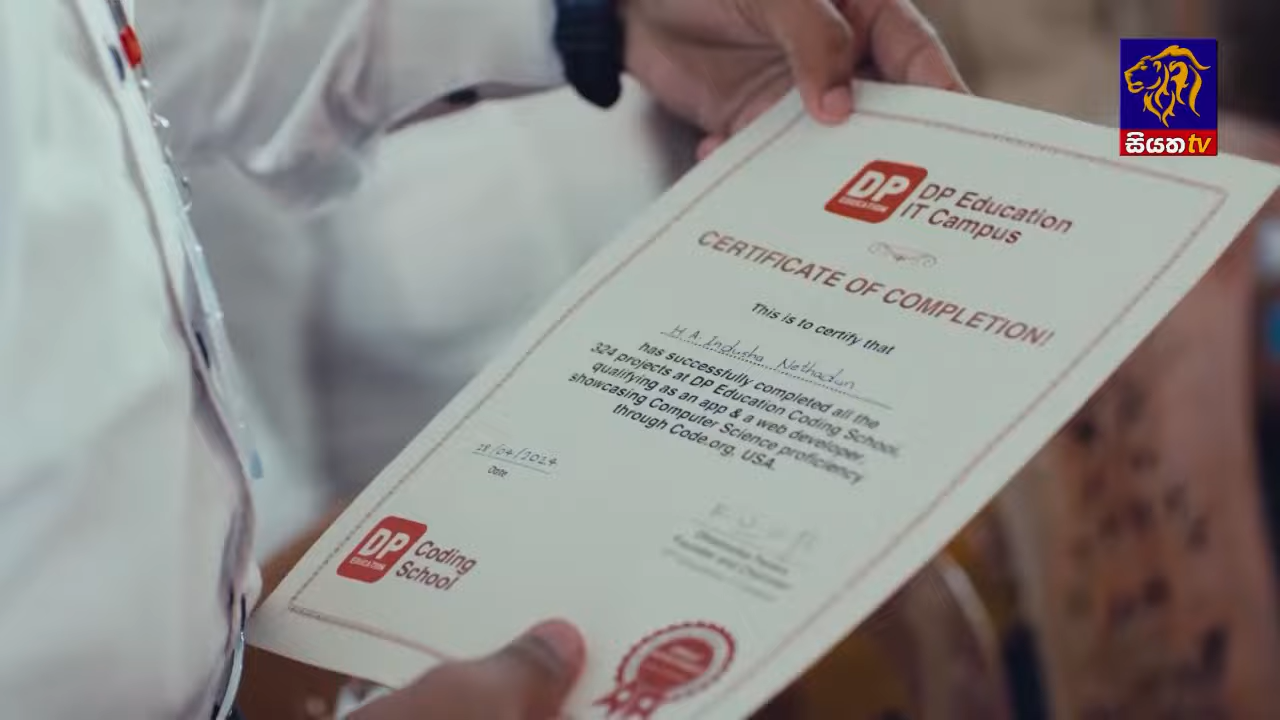 සියත tv
DP
EDUCATION
DP Education
IT Campus
CERTIFICATE OF COMPLETION!
This is to certify that
H.A. Indusha Nethadun
has successfully completed all the
324 projects at DP Education Coding School,
qualifying as an app & a web developer,
showcasing Computer Science proficiency
through Code.org, USA.
28/04/2024
Date
DP
EDUCATION
Coding
School